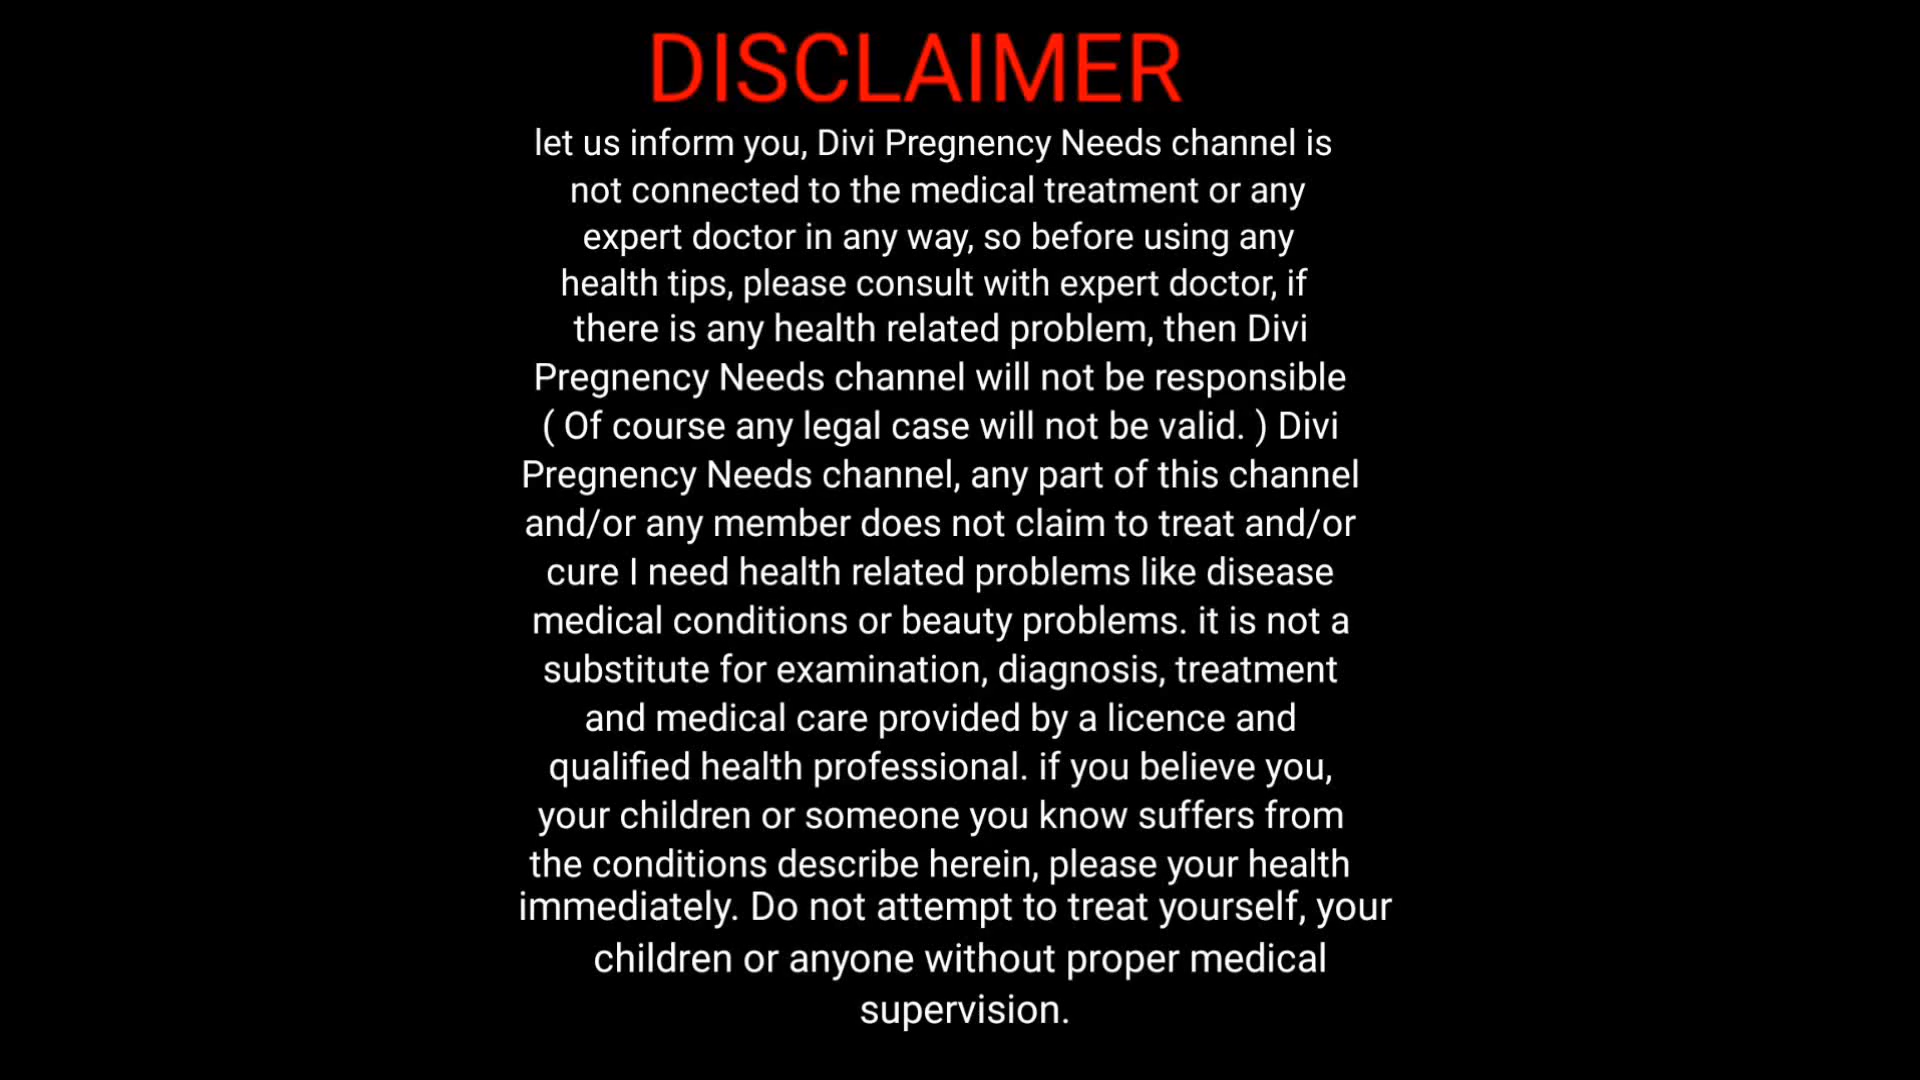 DISCLAIMER
let us inform you, Divi Pregnency Needs channel is
not connected to the medical treatment or any
expert doctor in any way, so before using any
health tips, please consult with expert doctor, if
there is any health related problem, then Divi
Pregnency Needs channel will not be responsible
( Of course any legal case will not be valid. ) Divi
Pregnency Needs channel, any part of this channel
and/or any member does not claim to treat and/or
cure I need health related problems like disease
medical conditions or beauty problems. it is not a
substitute for examination, diagnosis, treatment
and medical care provided by a licence and
qualified health professional. if you believe you,
your children or someone you know suffers from
the conditions describe herein, please your health
immediately. Do not attempt to treat yourself, your
children or anyone without proper medical
supervision.